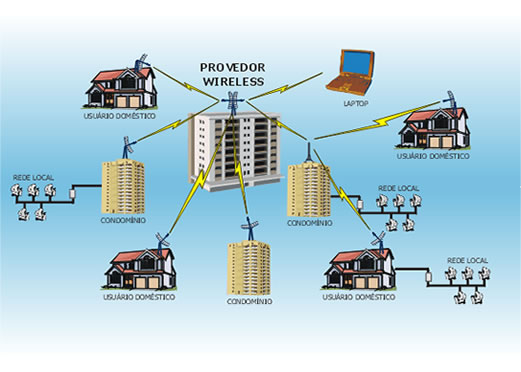 PROVEDOR
WIRELESS
LAPTOP
USUÁRIO DOMÉSTICO
USUÁRIO DOMÉSTICO
REDE LOCAL
REDE LOCAL
CONDOMÍNIO
CONDOMÍNIO
REDE LOCAL
USUÁRIO DOMÉSTICO
CONDOMÍNIO
USUÁRIO DOMÉSTICO